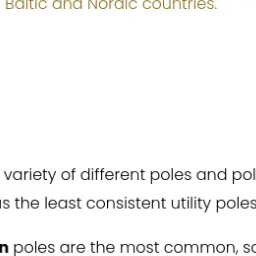 Baltic and Nordic countries.
variety of different poles and
the least consistent utility poles
poles are the most common,